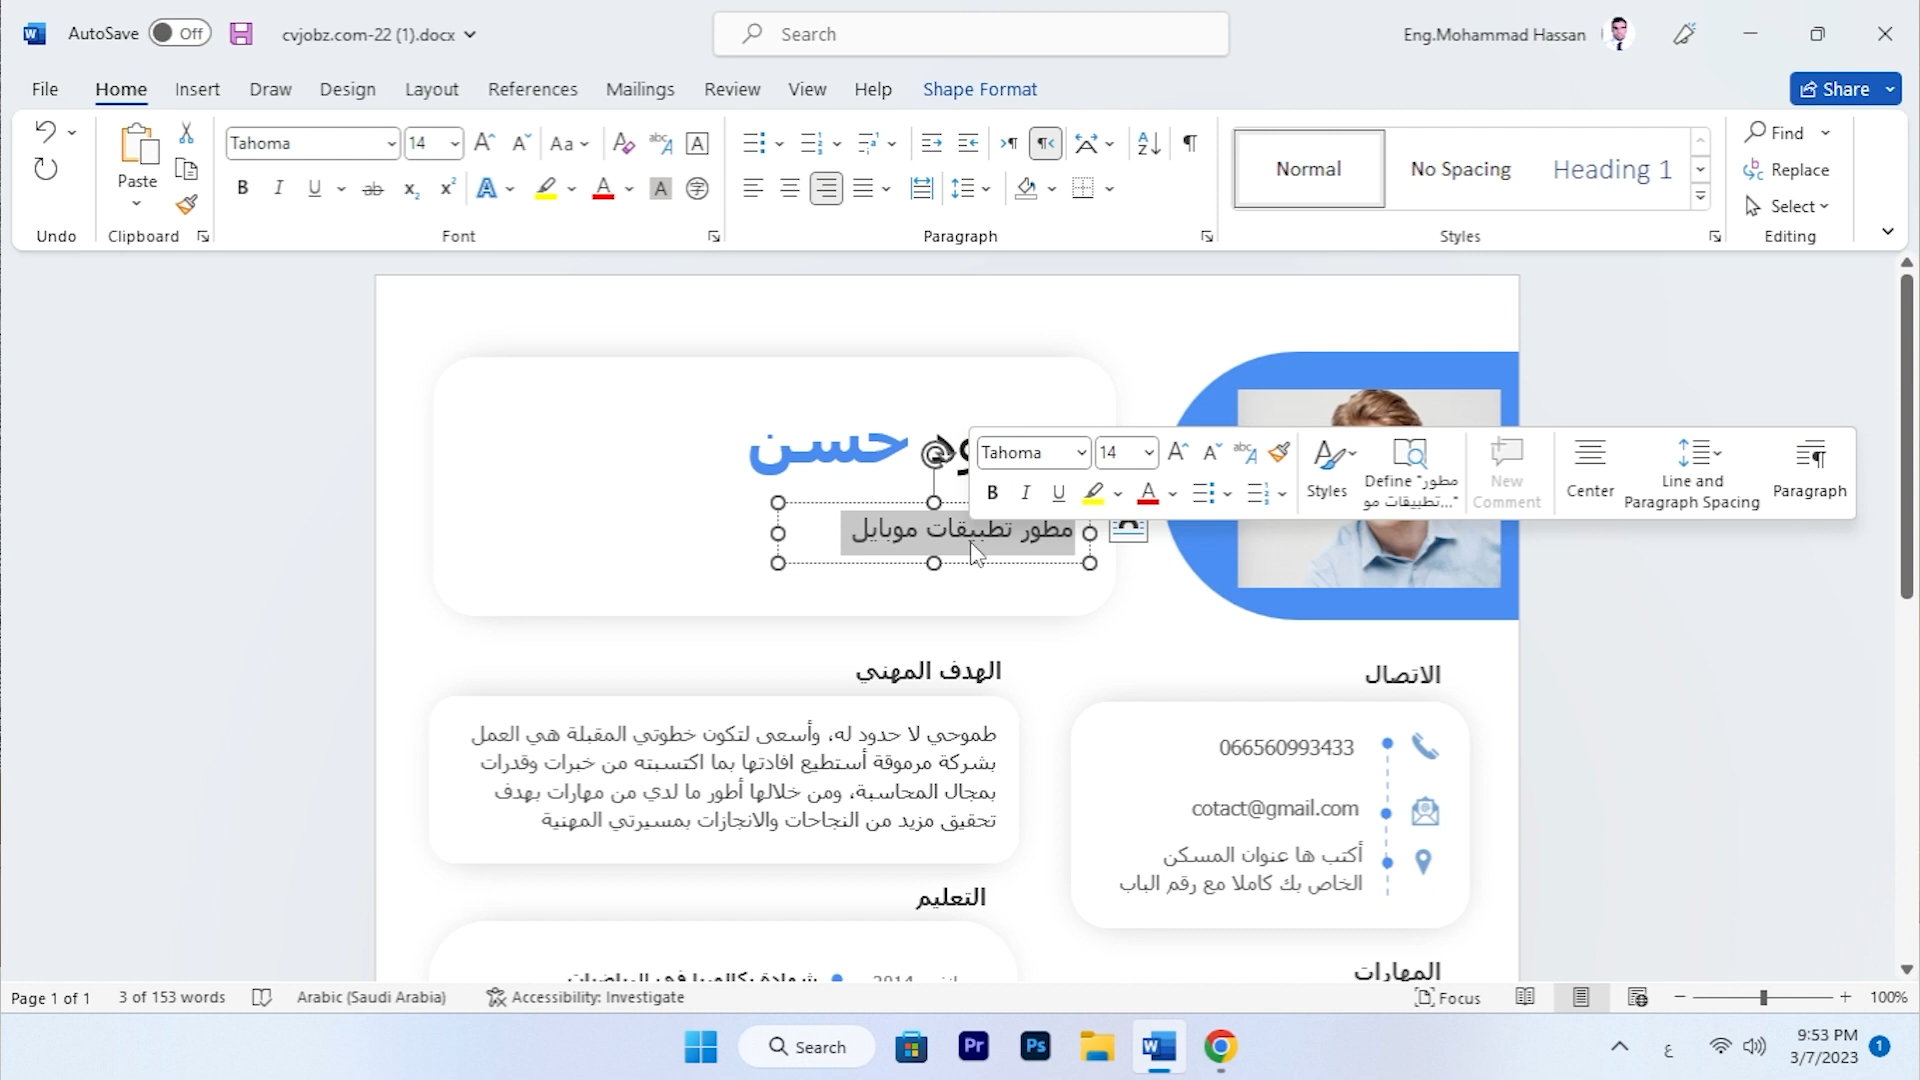 AutoSave Off cvjobz.com-22 (1).docx Search Eng.Mohammad Hassan
File Home Insert Draw Design Layout References Mailings Review View Help Shape Format Share
Paste
Tahoma 14
Normal No Spacing Heading 1
Find
Replace
Select
Undo Clipboard Font Paragraph Styles Editing
حسن
Tahoma 14
Styles
Define "مطور
تطبيقات مو..."
New
Comment
Center
Line and
Paragraph Spacing
Paragraph
مطور تطبيقات موبايل
الاتصال
066560993433
cotact@gmail.com
أكتب ها عنوان المسكن
الخاص بك كاملا مع رقم الباب
المهارات
الهدف المهني
طموحي لا حدود له، وأسعى لتكون خطوتي المقبلة هي العمل
بشركة مرموقة أستطيع افادتها بما اكتسبته من خبرات وقدرات
بمجال المحاسبة، ومن خلالها أطور ما لدي من مهارات بهدف
تحقيق مزيد من النجاحات والانجازات بمسيرتي المهنية
التعليم
شهادة بكالوريا في الرياضيات
Page 1 of 1 3 of 153 words Arabic (Saudi Arabia) Accessibility: Investigate Focus 100%
Search
Pr
Ps
ع
9:53 PM
3/7/2023
1